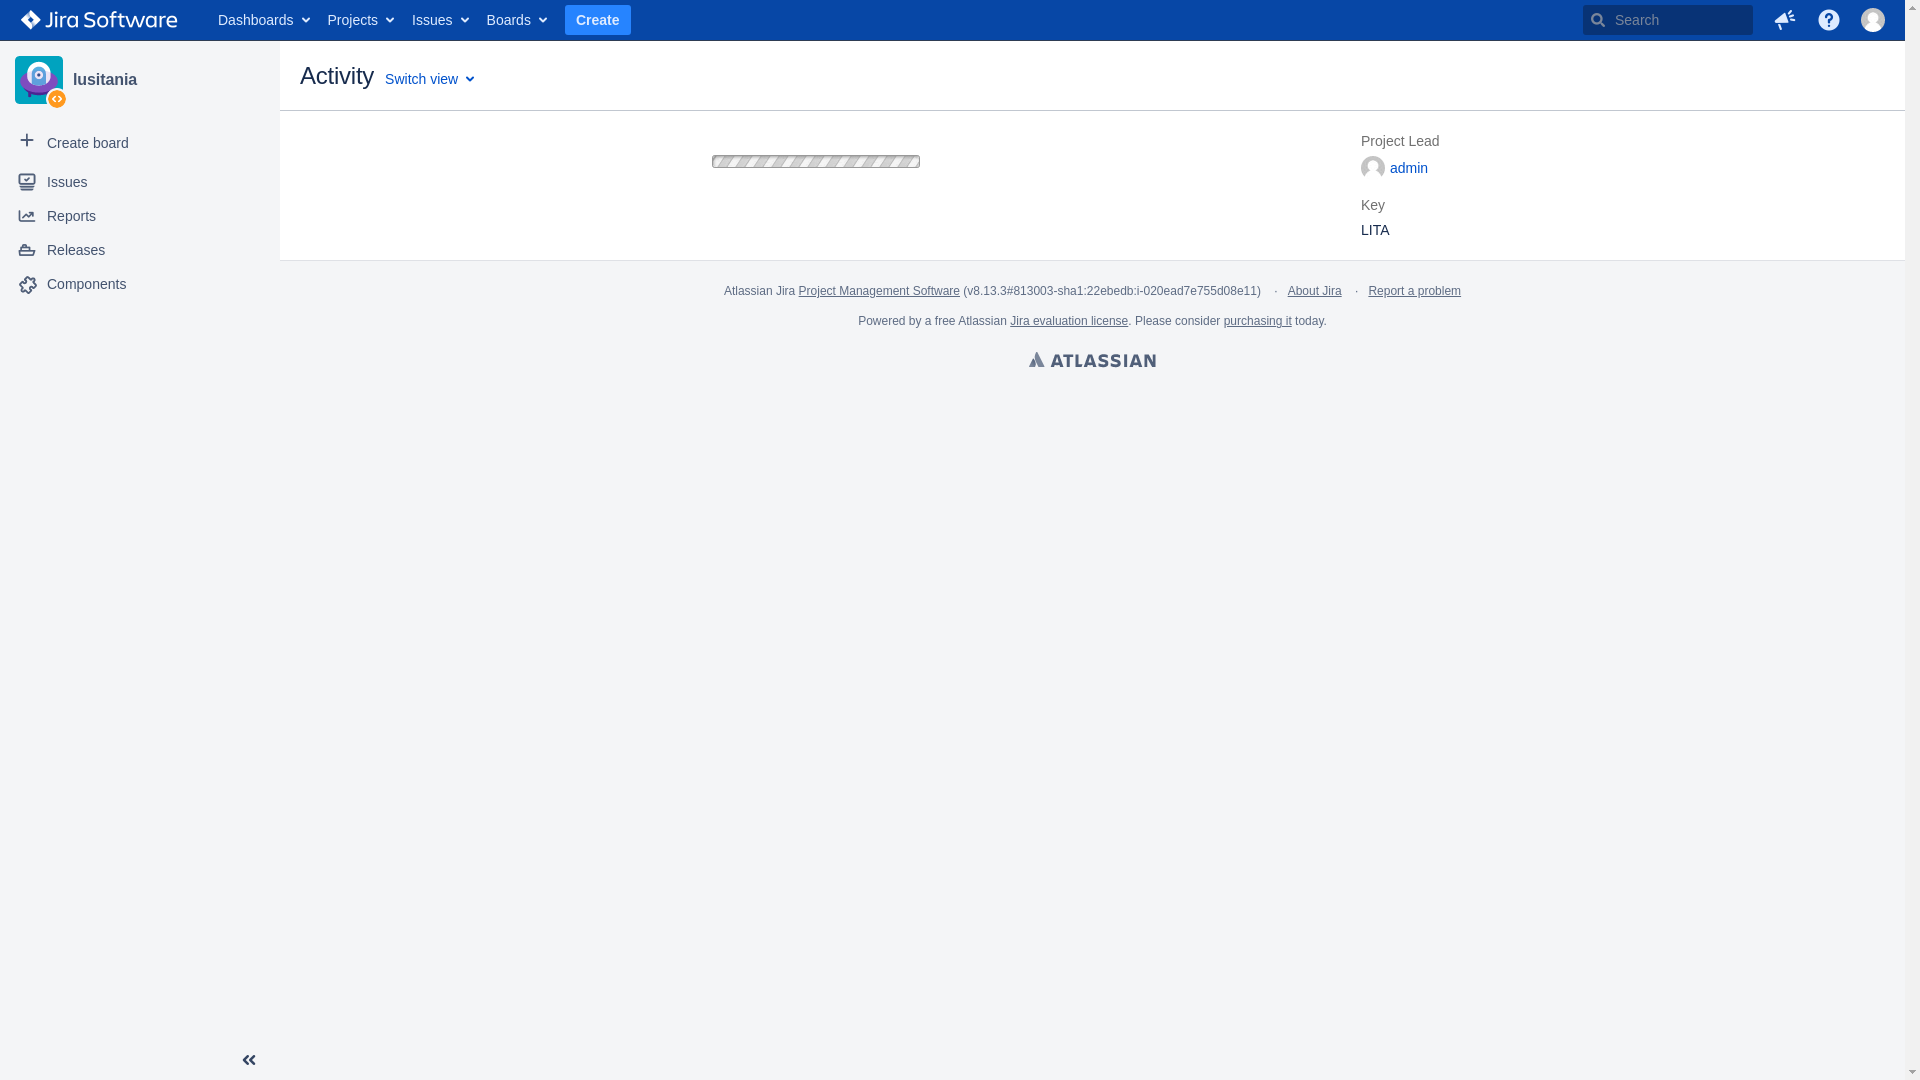 Jira Software
Dashboards Projects Issues Boards Create Search
lusitania
Create board
Issues
Reports
Releases
Components
Activity Switch view
Project Lead
admin
Key
LITA
Atlassian Jira Project Management Software (v8.13.3#813003-sha1:22ebedb:i-020ead7e755d08e11) · About Jira · Report a problem
Powered by a free Atlassian Jira evaluation license. Please consider purchasing it today.
ATLASSIAN